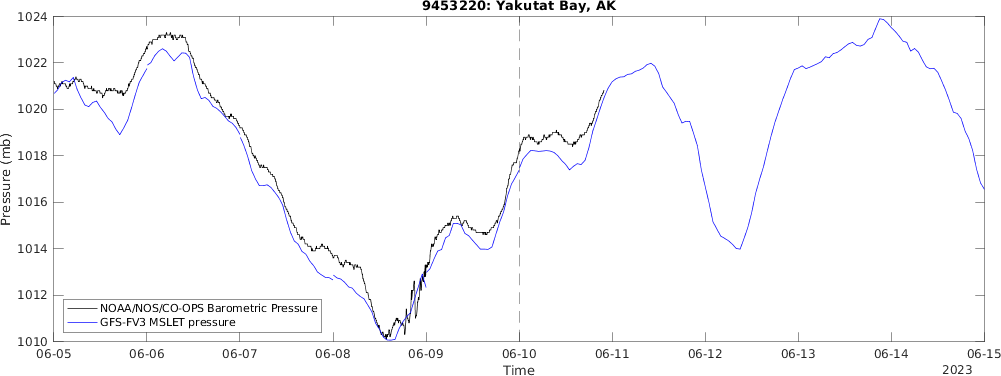 9453220: Yakutat Bay, AK
Pressure (mb)
1024
1022
1020
1018
1016
1014
1012
1010
NOAA/NOS/CO-OPS Barometric Pressure
GFS-FV3 MSLET pressure
06-05 06-06 06-07 06-08 06-09 06-10 06-11 06-12 06-13 06-14 06-15
Time
2023